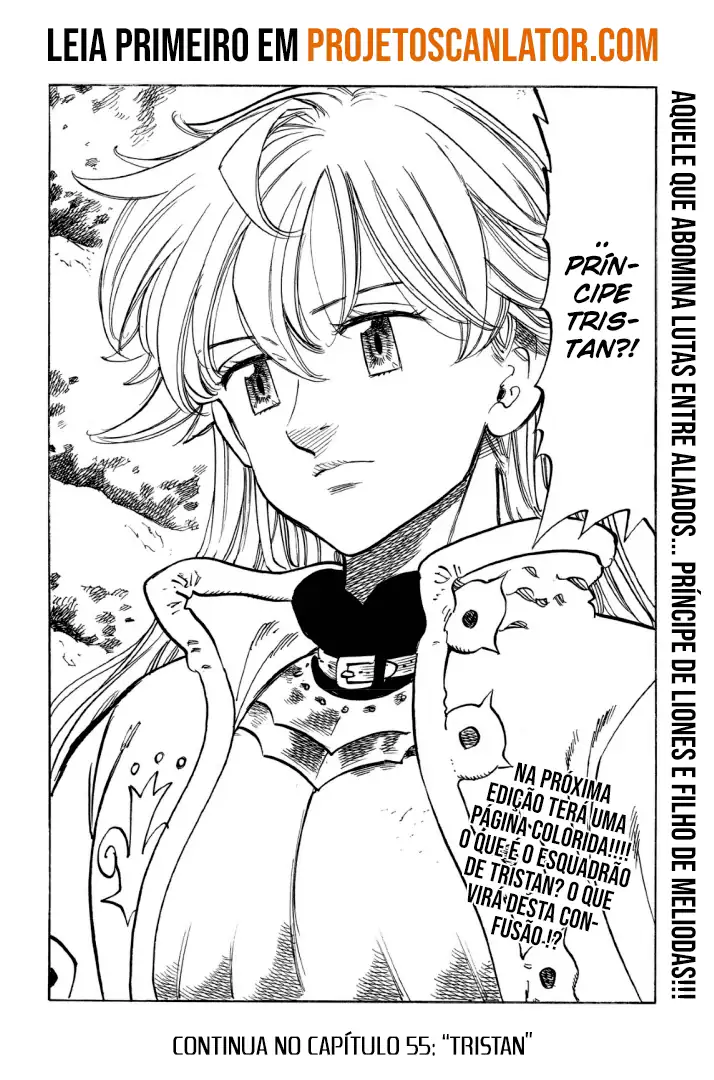 LEIA PRIMEIRO EM PROJETOSCANLATOR.COM
AQUELE QUE ABOMINA LUTAS ENTRE ALIADOS... PRÍNCIPE DE LIONES E FILHO DE MELIODAS!!!
..
PRÍN-
CIPE
TRIS-
TAN?!
NA PRÓXIMA
EDIÇÃO TERÁ UMA
PÁGINA COLORIDA!!!!
O QUE É O ESQUADRÃO
DE TRISTAN? O QUE
VIRÁ DESTA CON-
FUSÃO !?
CONTINUA NO CAPÍTULO 55: "TRISTAN"